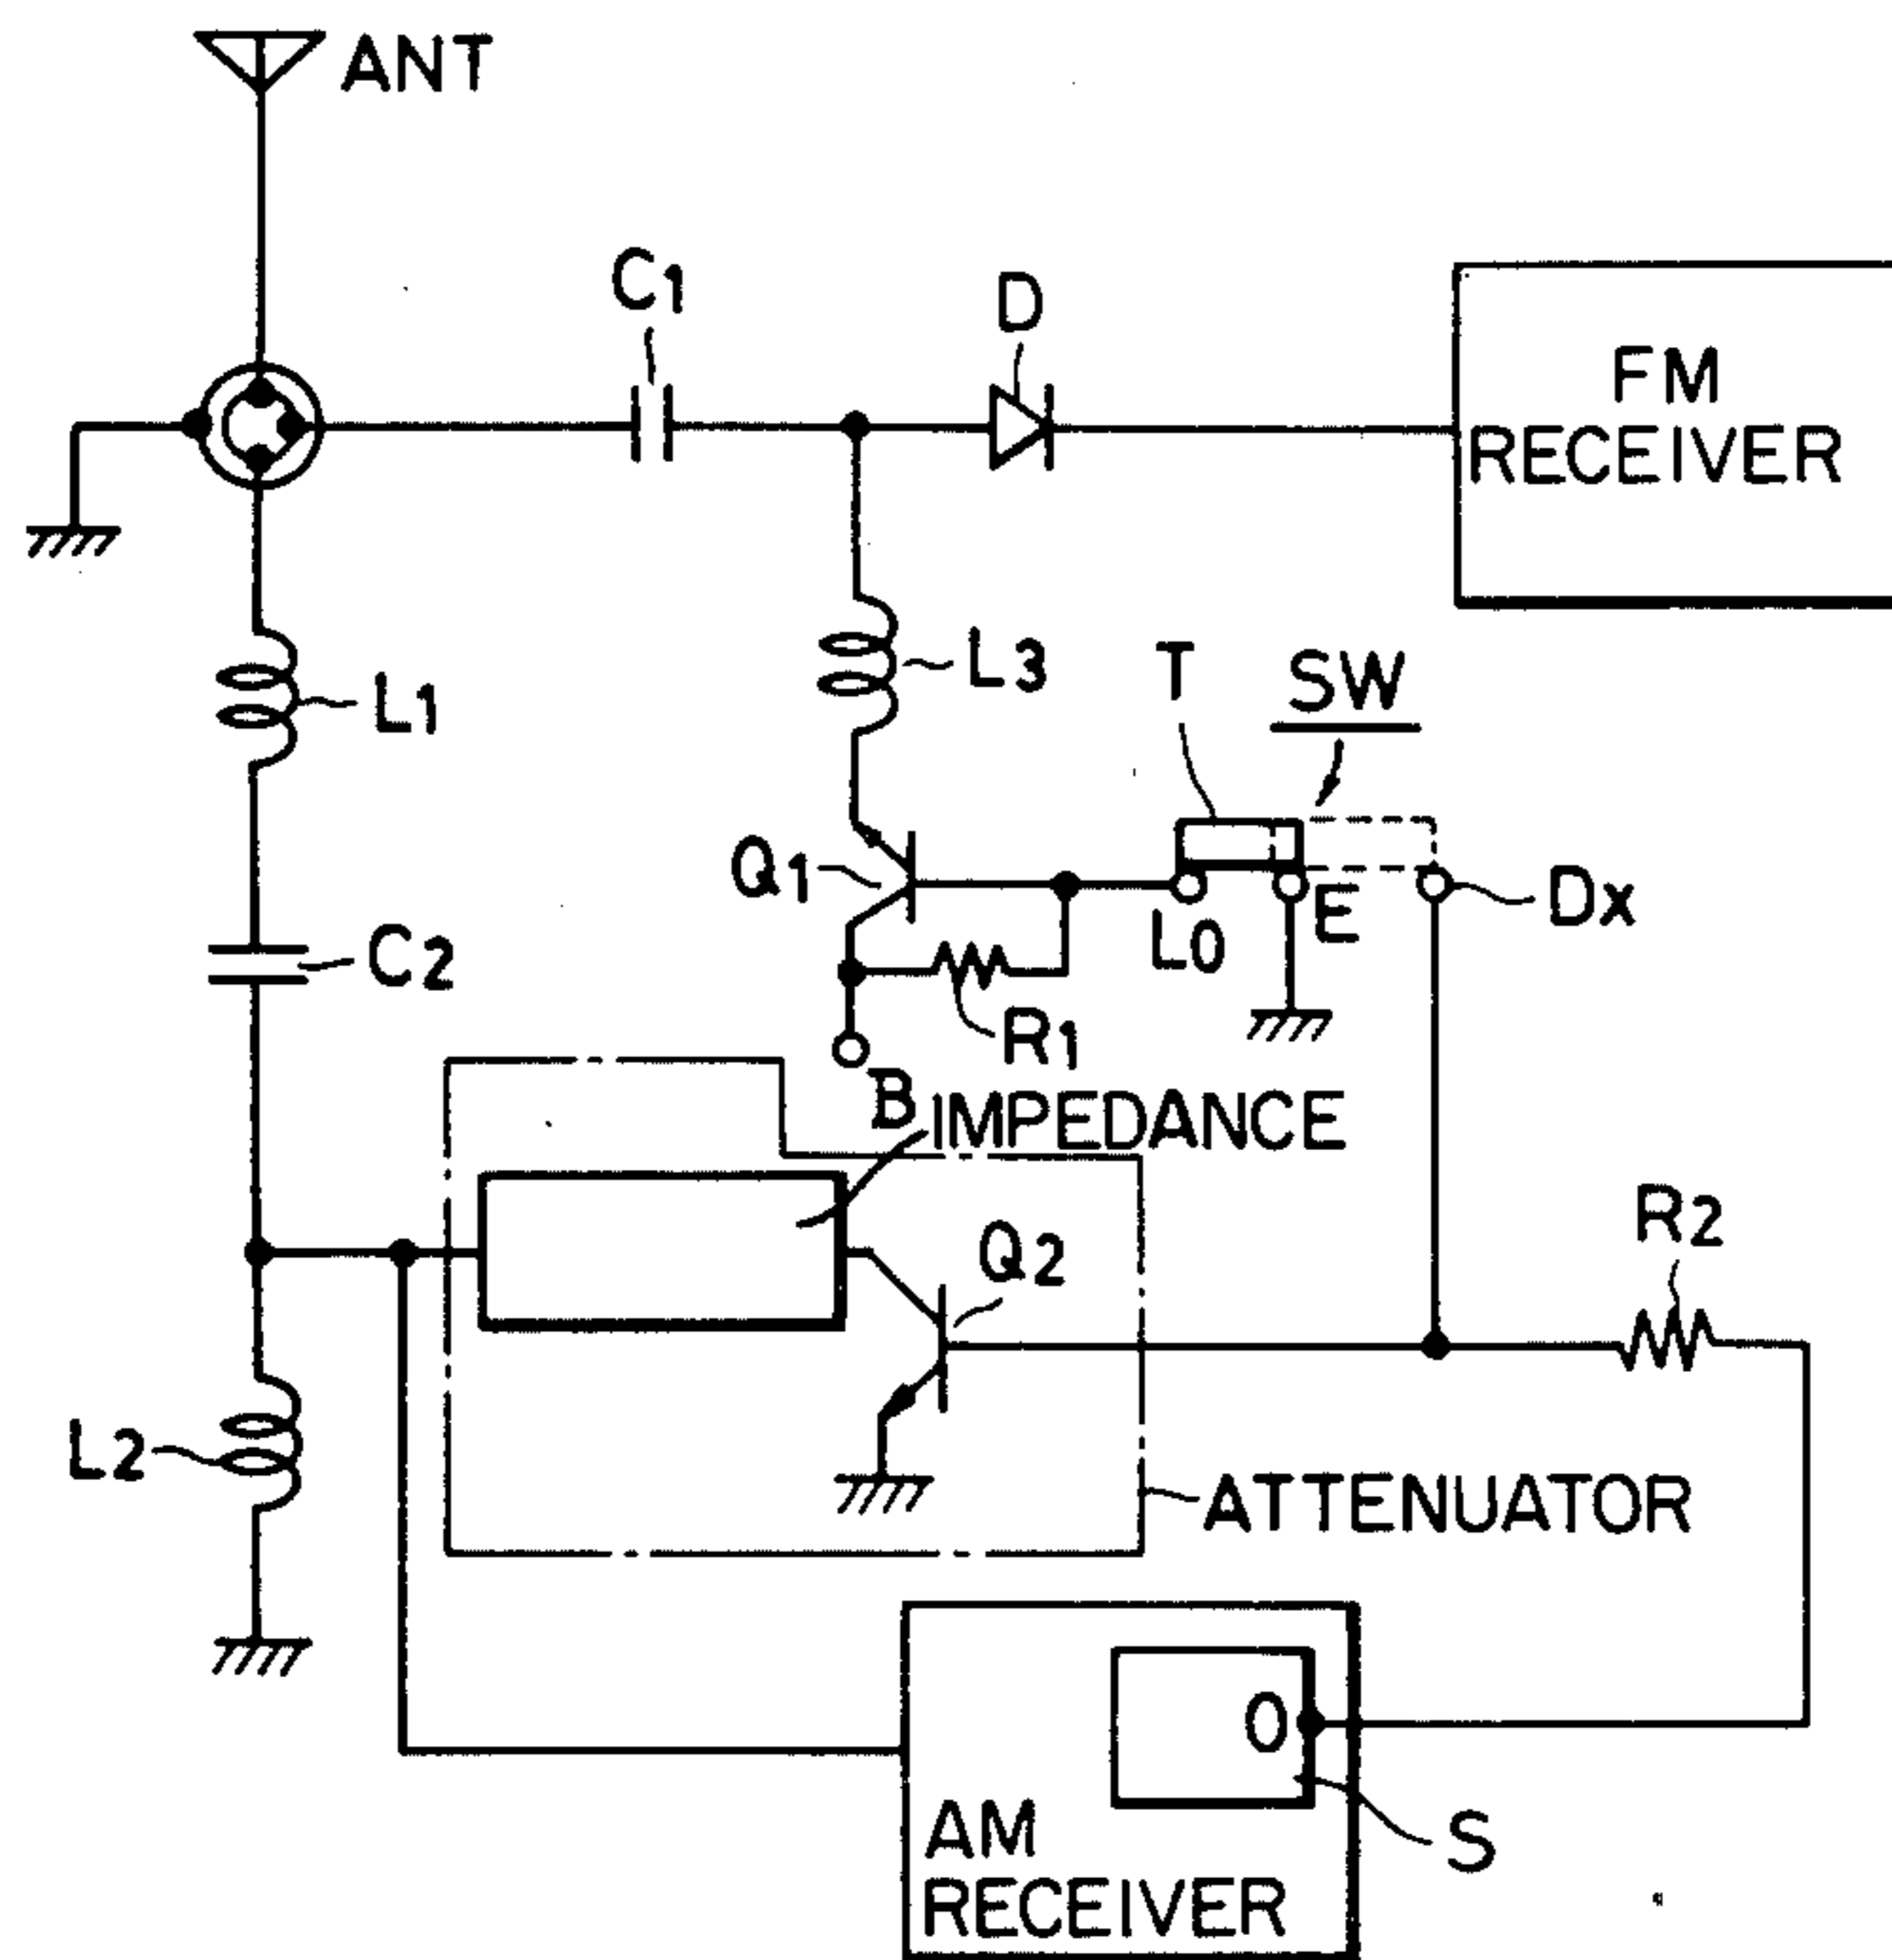 ANT
C1
D
FM
RECEIVER
L1
L3
T
SW
Q1
L0
E
Dx
C2
R1
B
IMPEDANCE
Q2
R2
L2
ATTENUATOR
O
AM
RECEIVER
S